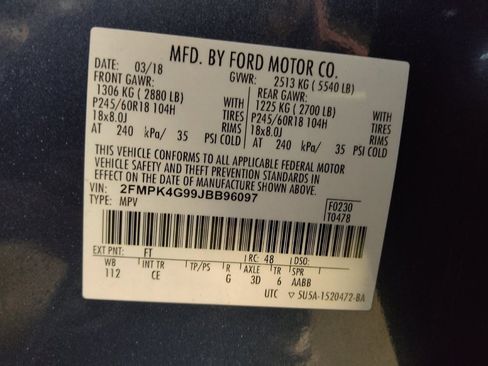 MFD. BY FORD MOTOR CO.
DATE: 03/18 GVWR: 2513 KG ( 5540 LB)
FRONT GAWR: REAR GAWR:
1306 KG ( 2880 LB) WITH 1225 KG ( 2700 LB) WITH
P245/60R18 104H TIRES P245/60R18 104H TIRES
18x8.0J RIMS 18x8.0J RIMS
AT 240 kPa/ 35 PSI COLD AT 240 kPa/ 35 PSI COLD
THIS VEHICLE CONFORMS TO ALL APPLICABLE FEDERAL MOTOR
VEHICLE SAFETY AND THEFT PREVENTION STANDARDS IN
EFFECT ON THE DATE OF MANUFACTURE SHOWN ABOVE.
VIN: 2FMPK4G99JBB96097 F0230
TYPE: MPV T0478
EXT PNT: FT RC: 48 DSO:
WB INT TR TP/PS R AXLE TR SPR
112 CE G 3D 6 AABB
UTC ▽ 5U5A-1520472-BA